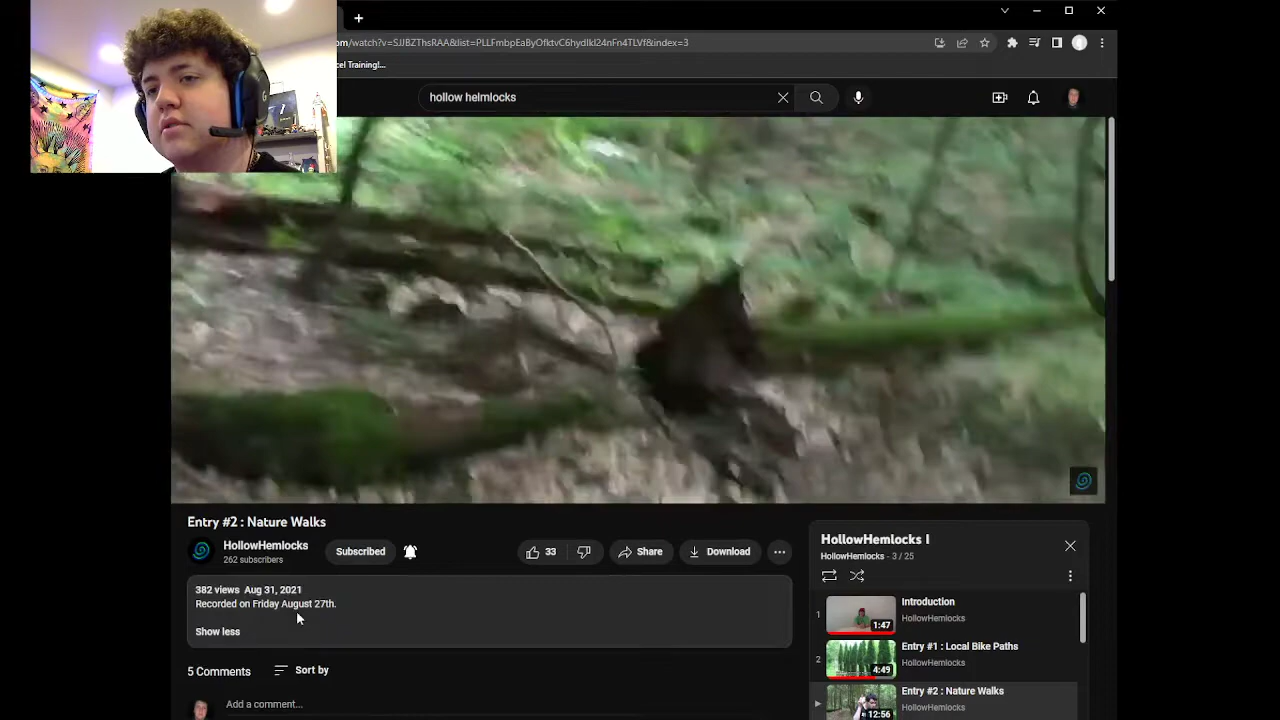 om/watch?v=SJJBZThsRAA&list=PLLFmbpEaByOfktvC6hydIkI24nFn4TLVf&index=3
cel Training!...
hollow helmlocks
Entry #2 : Nature Walks
HollowHemlocks
262 subscribers
Subscribed
33
Share
Download
382 views Aug 31, 2021
Recorded on Friday August 27th.
Show less
5 Comments
Sort by
Add a comment...
HollowHemlocks I
HollowHemlocks - 3 / 25
1
1:47
Introduction
HollowHemlocks
2
4:49
Entry #1 : Local Bike Paths
HollowHemlocks
12:56
Entry #2 : Nature Walks
HollowHemlocks